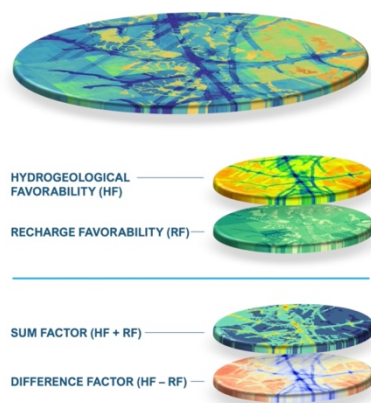 HYDROGEOLOGICAL
FAVORABILITY (HF)
RECHARGE FAVORABILITY (RF)
SUM FACTOR (HF + RF)
DIFFERENCE FACTOR (HF – RF)